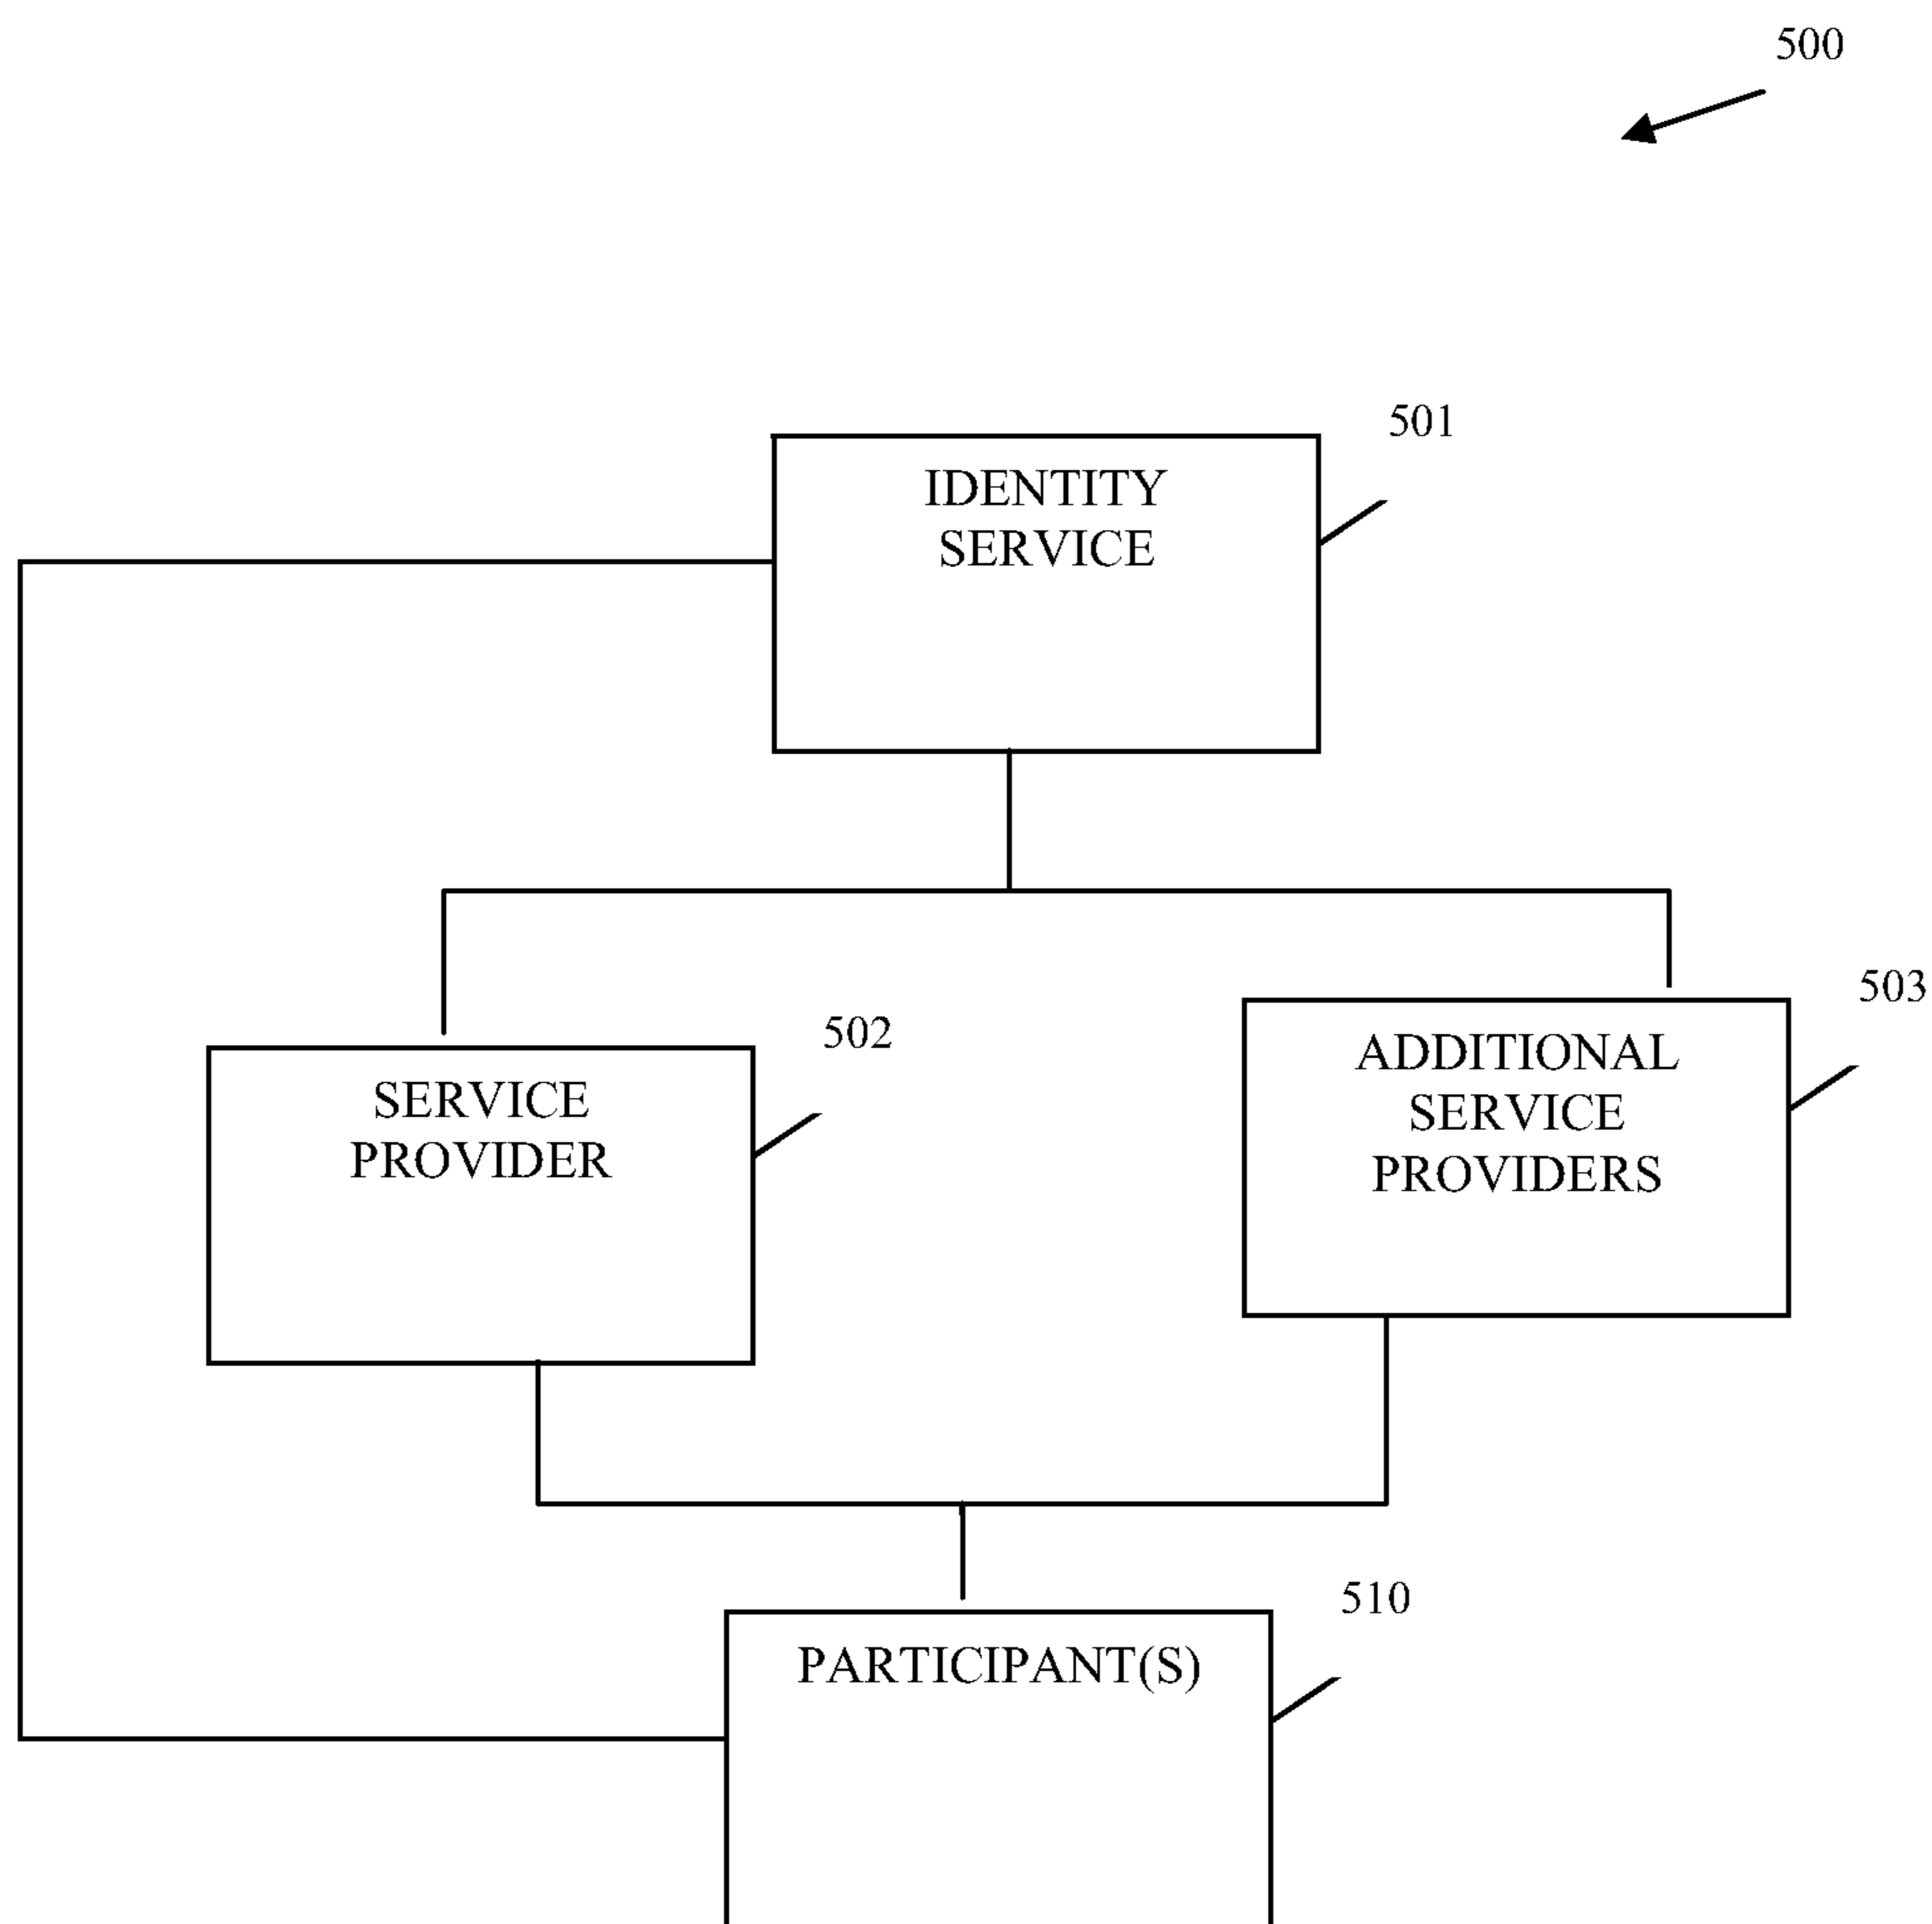 500
501
IDENTITY
SERVICE
503
502
ADDITIONAL
SERVICE
PROVIDERS
SERVICE
PROVIDER
510
PARTICIPANT(S)